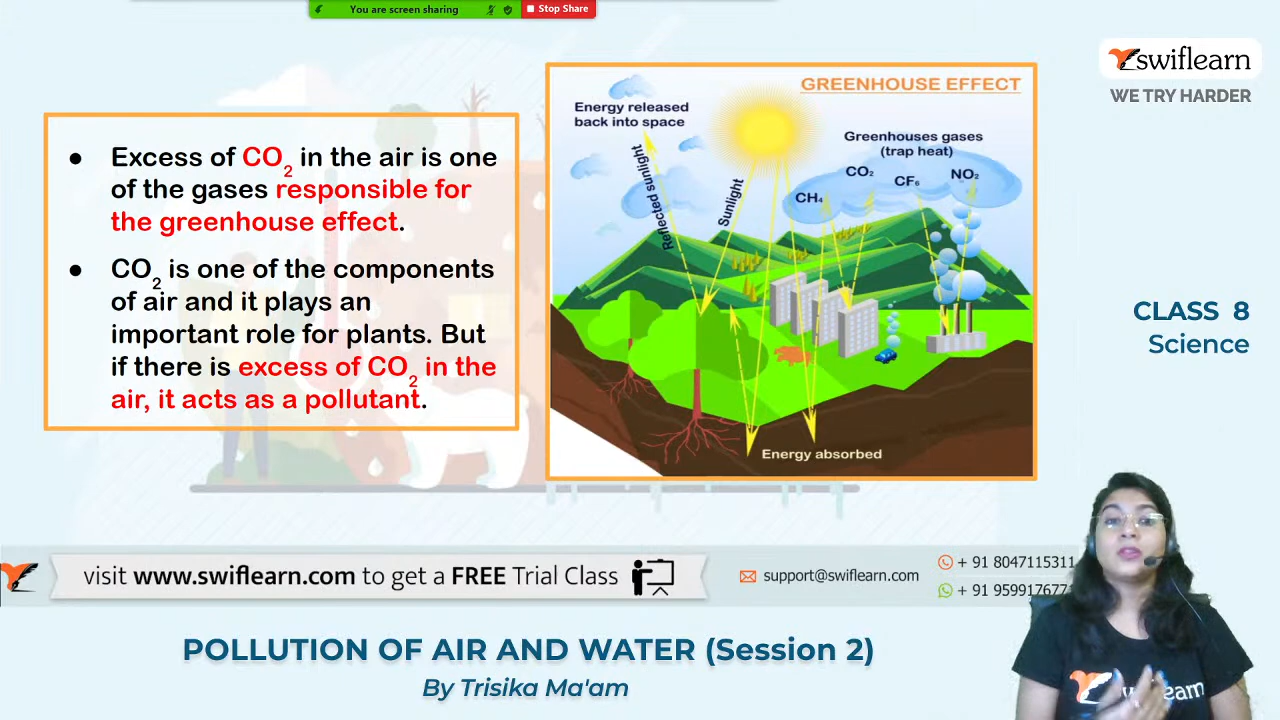 You are screen sharing
Stop Share
swiflearn
WE TRY HARDER
GREENHOUSE EFFECT
Energy released
back into space
Greenhouses gases
(trap heat)
CO2
CF6
NO2
CH4
Reflected sunlight
Sunlight
Energy absorbed
● Excess of CO2 in the air is one
of the gases responsible for
the greenhouse effect.
● CO2 is one of the components
of air and it plays an
important role for plants. But
if there is excess of CO2 in the
air, it acts as a pollutant.
CLASS 8
Science
visit www.swiflearn.com to get a FREE Trial Class
support@swiflearn.com
+ 91 8047115311
+ 91 959917677
POLLUTION OF AIR AND WATER (Session 2)
By Trisika Ma'am